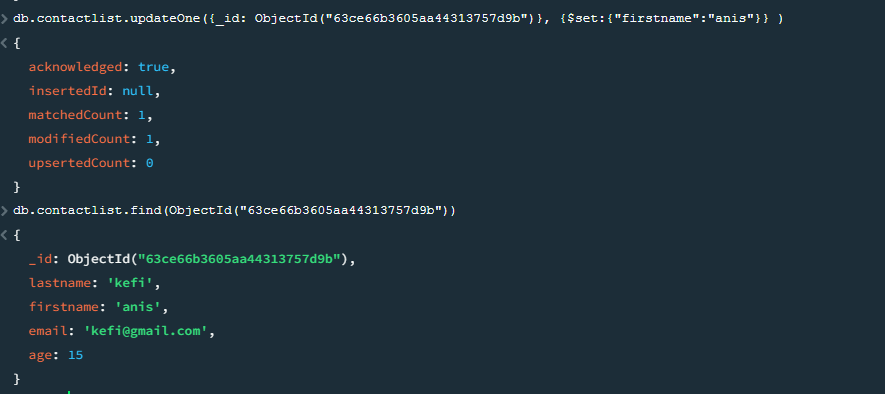 db.contactlist.updateOne({_id: ObjectId("63ce66b3605aa44313757d9b")}, {$set:{"firstname":"anis"}} )
{
acknowledged: true,
insertedId: null,
matchedCount: 1,
modifiedCount: 1,
upsertedCount: 0
}
db.contactlist.find(ObjectId("63ce66b3605aa44313757d9b"))
{
_id: ObjectId("63ce66b3605aa44313757d9b"),
lastname: 'kefi',
firstname: 'anis',
email: 'kefi@gmail.com',
age: 15
}